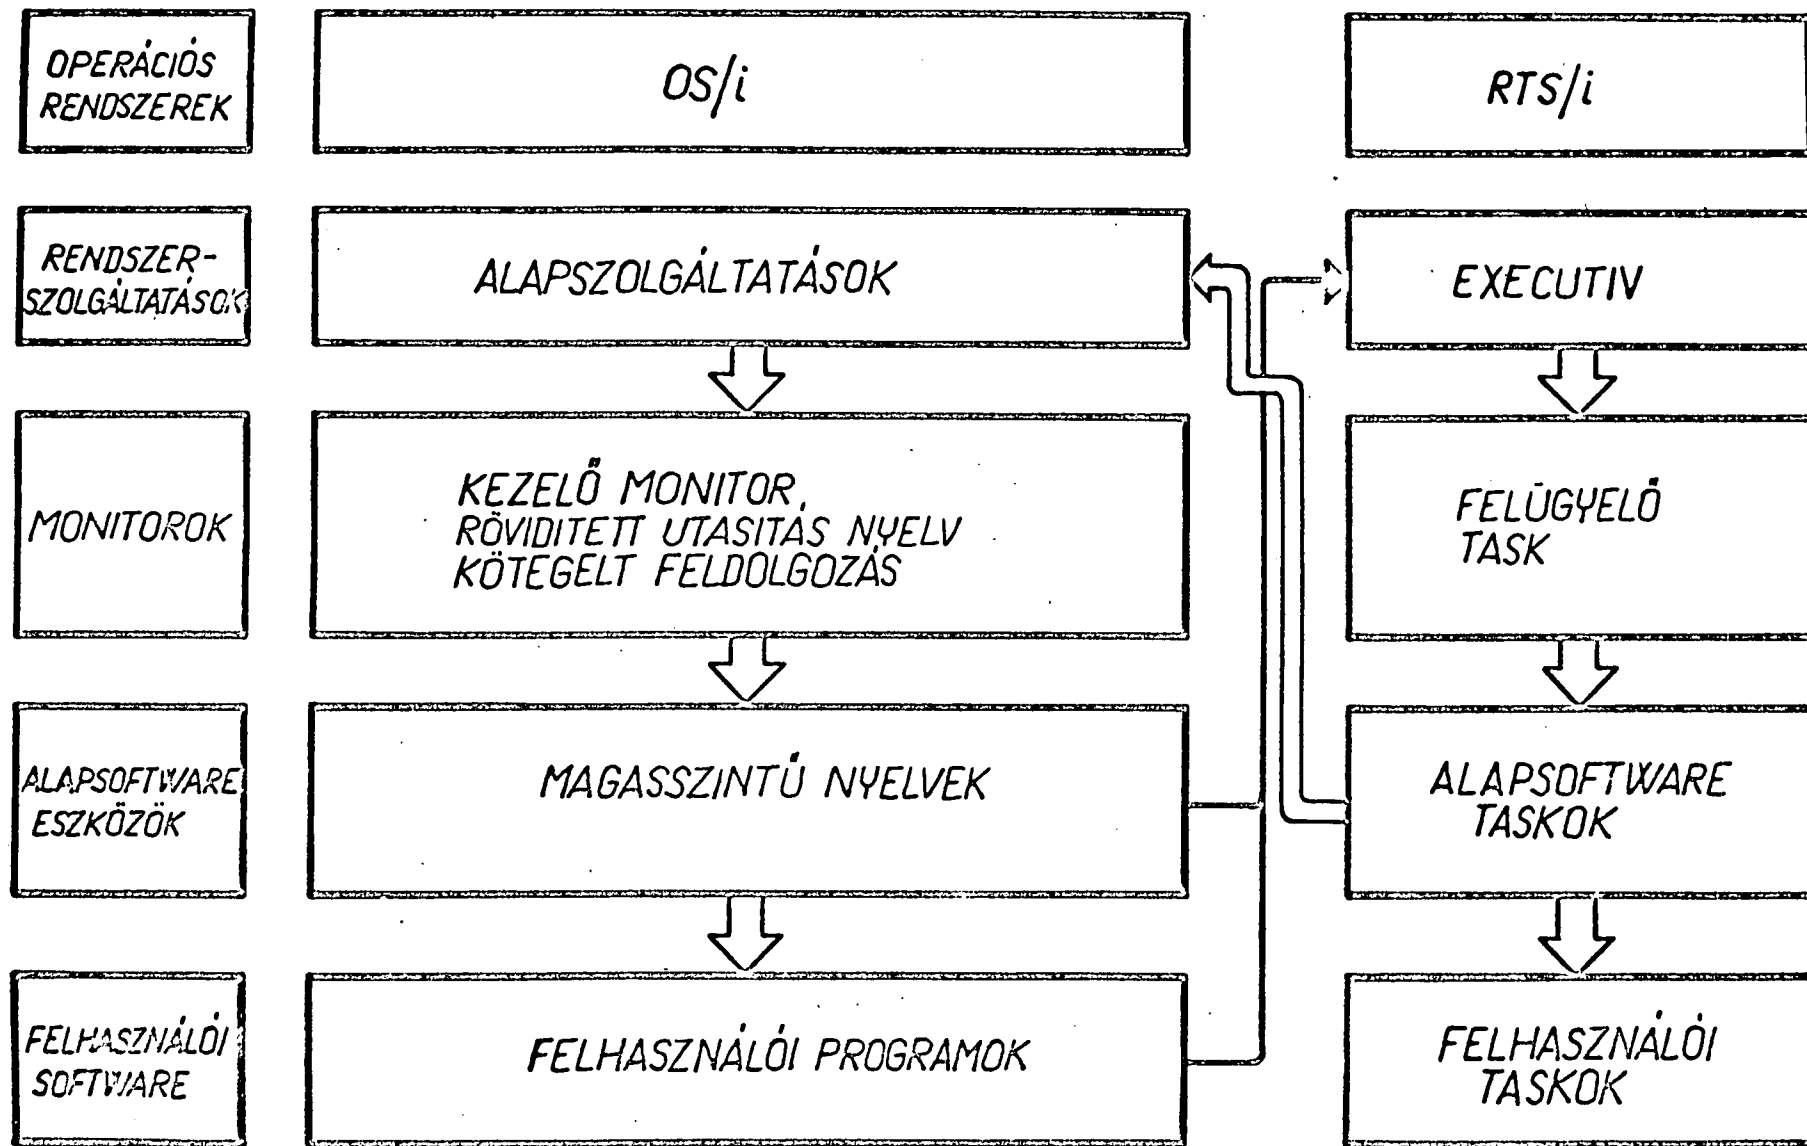 OPERÁCIÓS
RENDSZEREK
OS/i
RTS/i
RENDSZER-
SZOLGÁLTATÁSOK
ALAPSZOLGÁLTATÁSOK
EXECUTIV
MONITOROK
KEZELŐ MONITOR,
RÖVIDITETT UTASITÁS NYELV
KÖTEGELT FELDOLGOZÁS
FELÜGYELŐ
TASK
ALAPSOFTWARE
ESZKÖZÖK
MAGASSZINTŰ NYELVEK
ALAPSOFTWARE
TASKOK
FELHASZNÁLÓI
SOFTWARE
FELHASZNÁLÓI PROGRAMOK
FELHASZNÁLÓI
TASKOK